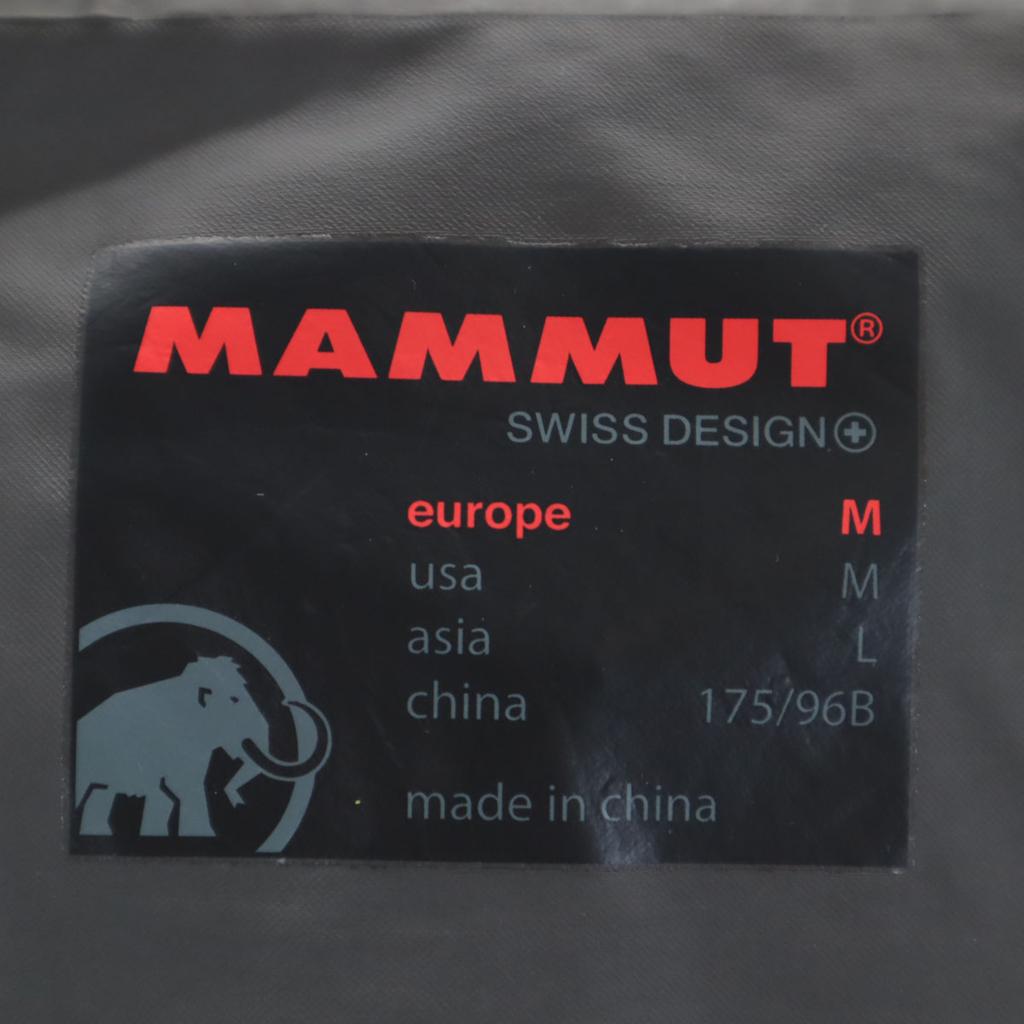 MAMMUT®
SWISS DESIGN
europe M
usa M
asia L
china 175/96B
made in china